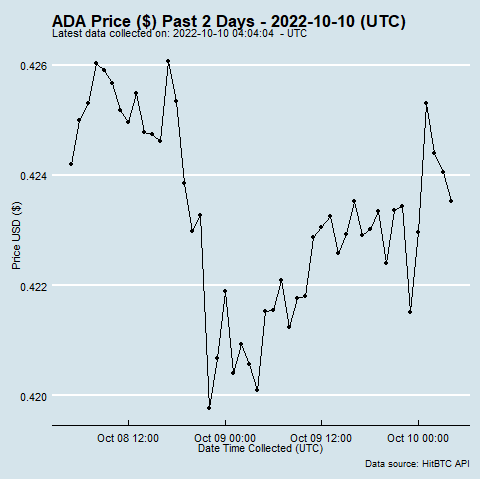 ADA Price ($) Past 2 Days - 2022-10-10 (UTC)
Latest data collected on: 2022-10-10 04:04:04 - UTC
0.426
0.424
0.422
0.420
Price USD ($)
Oct 08 12:00
Oct 09 00:00
Oct 09 12:00
Oct 10 00:00
Date Time Collected (UTC)
Data source: HitBTC API